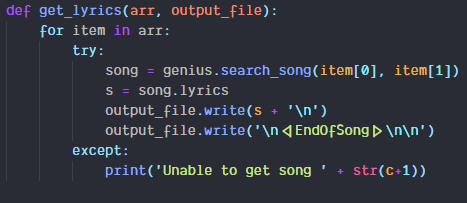 def get_lyrics(arr, output_file):
    for item in arr:
        try:
            song = genius.search_song(item[0], item[1])
            s = song.lyrics
            output_file.write(s + '\n')
            output_file.write('\n<|EndOfSong|>\n\n')
        except:
            print('Unable to get song ' + str(c+1))